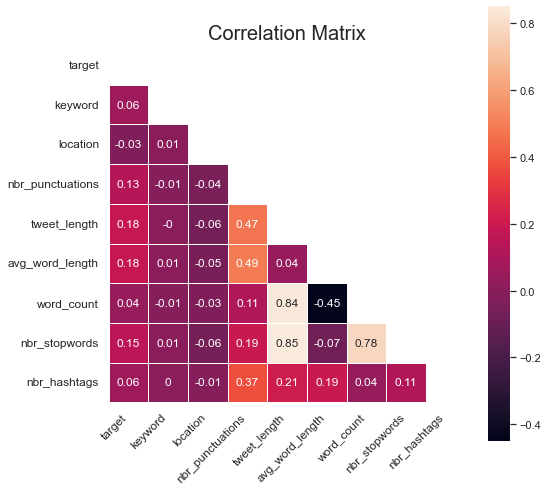 Correlation Matrix
target
keyword 0.06
location -0.03 0.01
nbr_punctuations 0.13 -0.01 -0.04
tweet_length 0.18 -0 -0.06 0.47
avg_word_length 0.18 0.01 -0.05 0.49 0.04
word_count 0.04 -0.01 -0.03 0.11 0.84 -0.45
nbr_stopwords 0.15 0.01 -0.06 0.19 0.85 -0.07 0.78
nbr_hashtags 0.06 0 -0.01 0.37 0.21 0.19 0.04 0.11
target
keyword
location
nbr_punctuations
tweet_length
avg_word_length
word_count
nbr_stopwords
nbr_hashtags
0.8
0.6
0.4
0.2
0.0
−0.2
−0.4